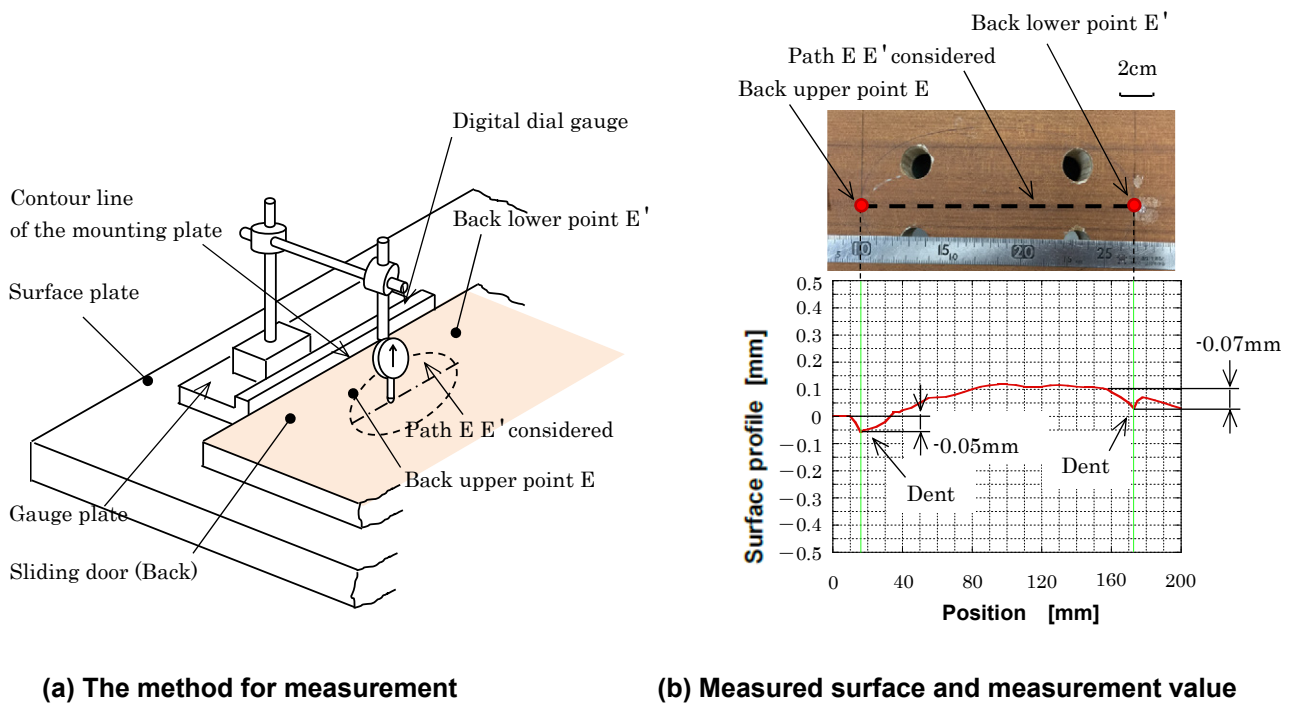 Digital dial gauge
Contour line
of the mounting plate
Back lower point E'
Surface plate
Path E E'considered
Back upper point E
Gauge plate
Sliding door (Back)
(a) The method for measurement
Back lower point E'
Path E E'considered
2cm
Back upper point E
10 15 20 25
Surface profile [mm]
0.5
0.4
0.3
0.2
0.1
0
−0.1
−0.2
−0.3
−0.4
−0.5
-0.07mm
-0.05mm
Dent
Dent
0 40 80 120 160 200
Position [mm]
(b) Measured surface and measurement value